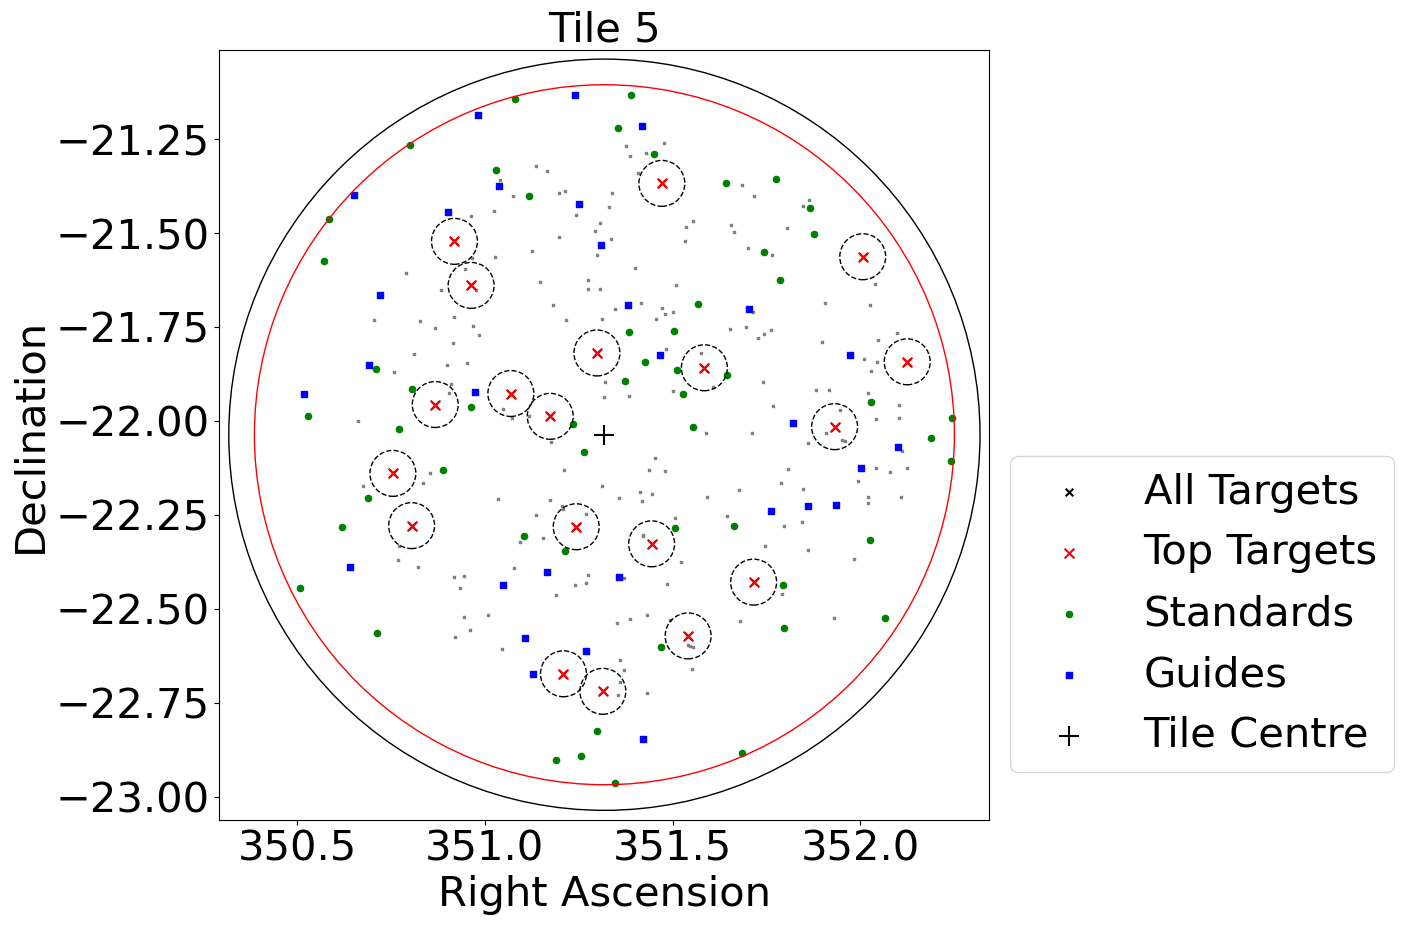 Tile 5
Declination
−21.25
−21.50
−21.75
−22.00
−22.25
−22.50
−22.75
−23.00
350.5 351.0 351.5 352.0
Right Ascension
All Targets
Top Targets
Standards
Guides
Tile Centre